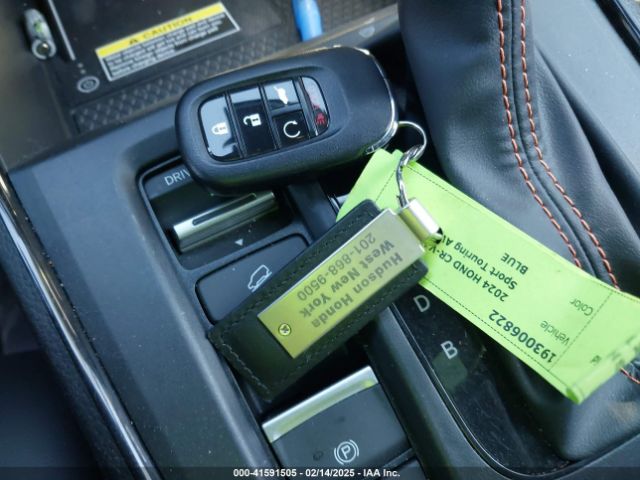 CAUTION
DRIV
Hudson Honda
West New York
201-868-9500
193006822
Vehicle
2024 HOND CR-V
Sport Touring A
Color
BLUE
D
B
P
000-41591505 • 02/14/2025 • IAA Inc.